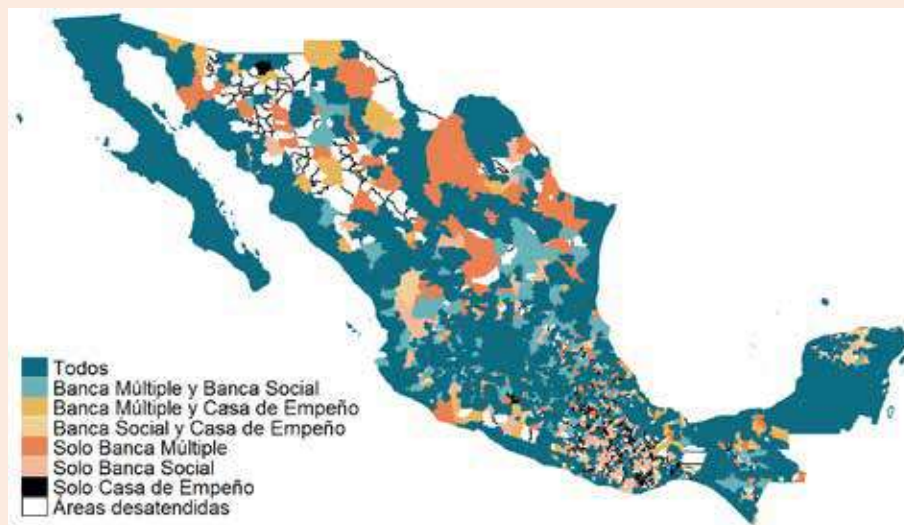 Todos
Banca Múltiple y Banca Social
Banca Múltiple y Casa de Empeño
Banca Social y Casa de Empeño
Solo Banca Múltiple
Solo Banca Social
Solo Casa de Empeño
Áreas desatendidas